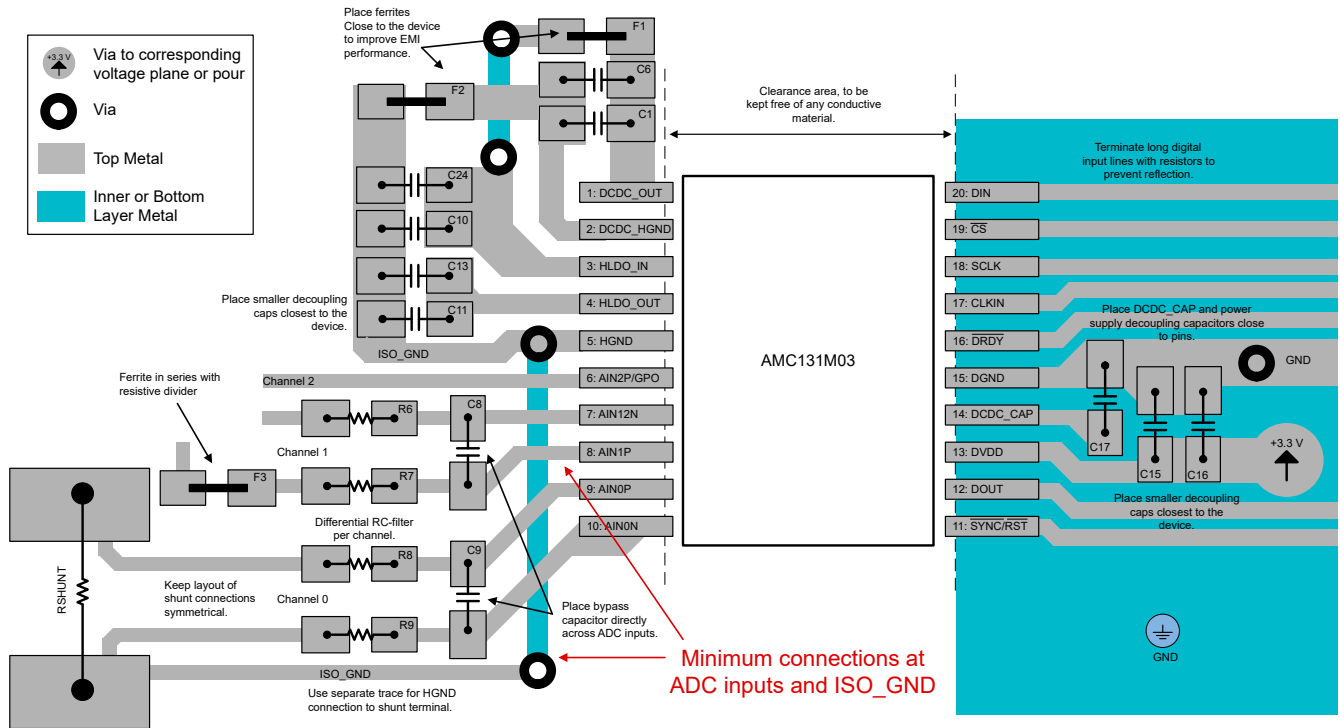 Place ferrites
Close to the device
to improve EMI
performance.
F1
+3.3 V
Via to corresponding
voltage plane or pour
Via
Top Metal
Inner or Bottom
Layer Metal
F2
C6
C1
Clearance area, to be
kept free of any conductive
material.
Terminate long digital
input lines with resistors to
prevent reflection.
C24
C10
C13
C11
Place smaller decoupling
caps closest to the
device.
ISO_GND
1: DCDC_OUT
2: DCDC_HGND
3: HLDO_IN
4: HLDO_OUT
5: HGND
6: AIN2P/GPO
7: AIN12N
8: AIN1P
9: AIN0P
10: AIN0N
AMC131M03
20: DIN
19: CS
18: SCLK
17: CLKIN
16: DRDY
15: DGND
14: DCDC_CAP
13: DVDD
12: DOUT
11: SYNC/RST
Place DCDC_CAP and power
supply decoupling capacitors close
to pins.
GND
C17
C15
C16
+3.3 V
Place smaller decoupling
caps closest to the
device.
GND
Channel 2
Ferrite in series with
resistive divider
R6
C8
Channel 1
F3
R7
Differential RC-filter
per channel.
R8
C9
RSHUNT
Keep layout of
shunt connections
symmetrical.
Channel 0
R9
Place bypass
capacitor directly
across ADC inputs.
ISO_GND
Use separate trace for HGND
connection to shunt terminal.
Minimum connections at
ADC inputs and ISO_GND